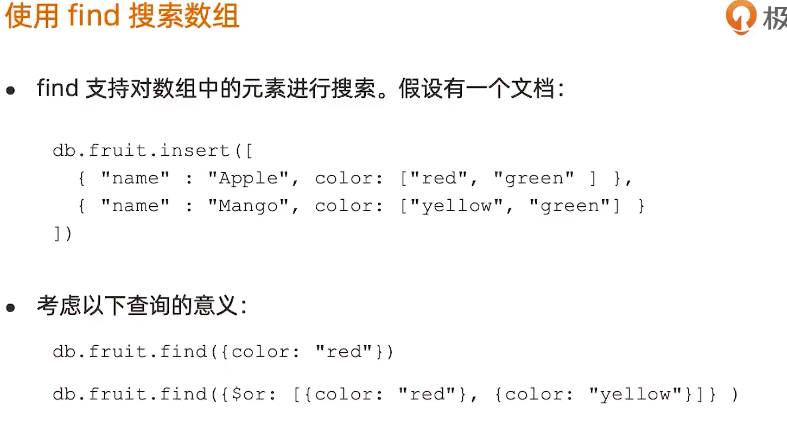 使用 find 搜索数组
极
• find 支持对数组中的元素进行搜索。假设有一个文档：
db.fruit.insert([
{ "name" : "Apple", color: ["red", "green" ] },
{ "name" : "Mango", color: ["yellow", "green"] }
])
• 考虑以下查询的意义：
db.fruit.find({color: "red"})
db.fruit.find({$or: [{color: "red"}, {color: "yellow"}]} )